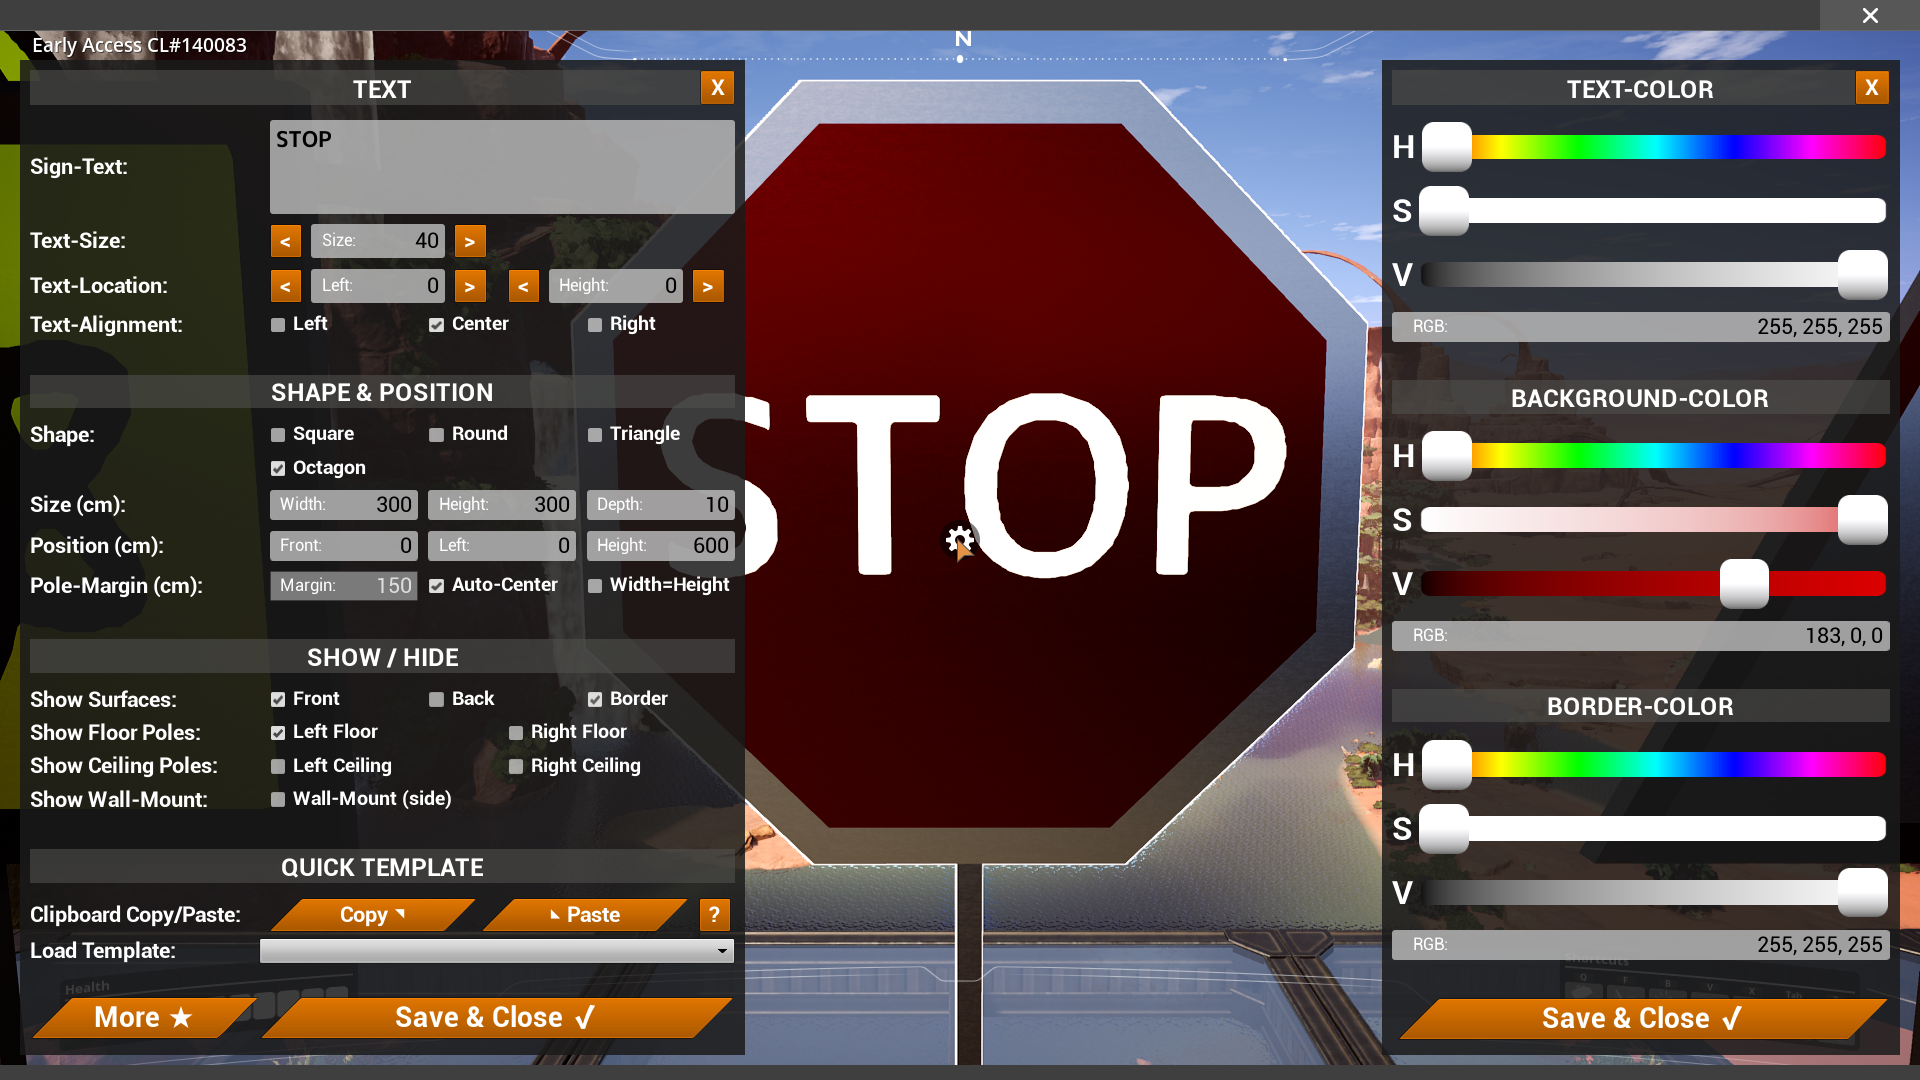 Early Access CL#140083
N
TEXT
X
Sign-Text:
STOP
Text-Size:
<
Size: 40
>
Text-Location:
<
Left: 0
>
<
Height: 0
>
Text-Alignment:
Left
Center
Right
SHAPE & POSITION
Shape:
Square
Round
Triangle
Octagon
Size (cm):
Width: 300
Height: 300
Depth: 10
Position (cm):
Front: 0
Left: 0
Height: 600
Pole-Margin (cm):
Margin: 150
Auto-Center
Width=Height
SHOW / HIDE
Show Surfaces:
Front
Back
Border
Show Floor Poles:
Left Floor
Right Floor
Show Ceiling Poles:
Left Ceiling
Right Ceiling
Show Wall-Mount:
Wall-Mount (side)
QUICK TEMPLATE
Clipboard Copy/Paste:
Copy
Paste
?
Load Template:
Health
More ★
Save & Close ✓
STOP
TEXT-COLOR
X
H
S
V
RGB: 255, 255, 255
BACKGROUND-COLOR
H
S
V
RGB: 183, 0, 0
BORDER-COLOR
H
S
V
RGB: 255, 255, 255
Shortcuts
Q F B V X Tab
Save & Close ✓